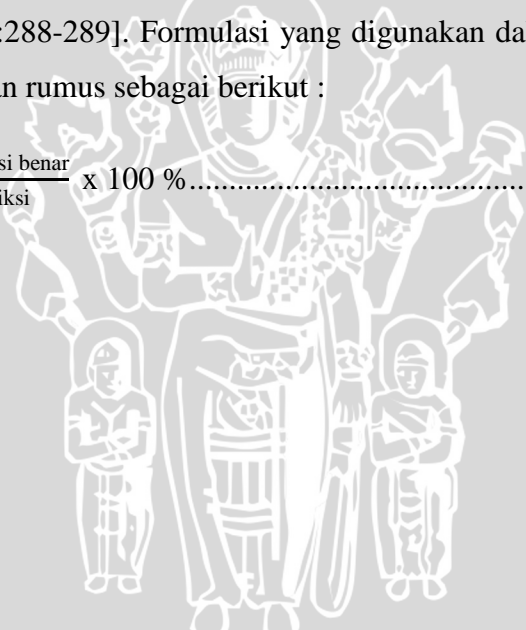 :288-289]. Formulasi yang digunakan da
n rumus sebagai berikut :
si benar
iksi
x 100 %..........................................